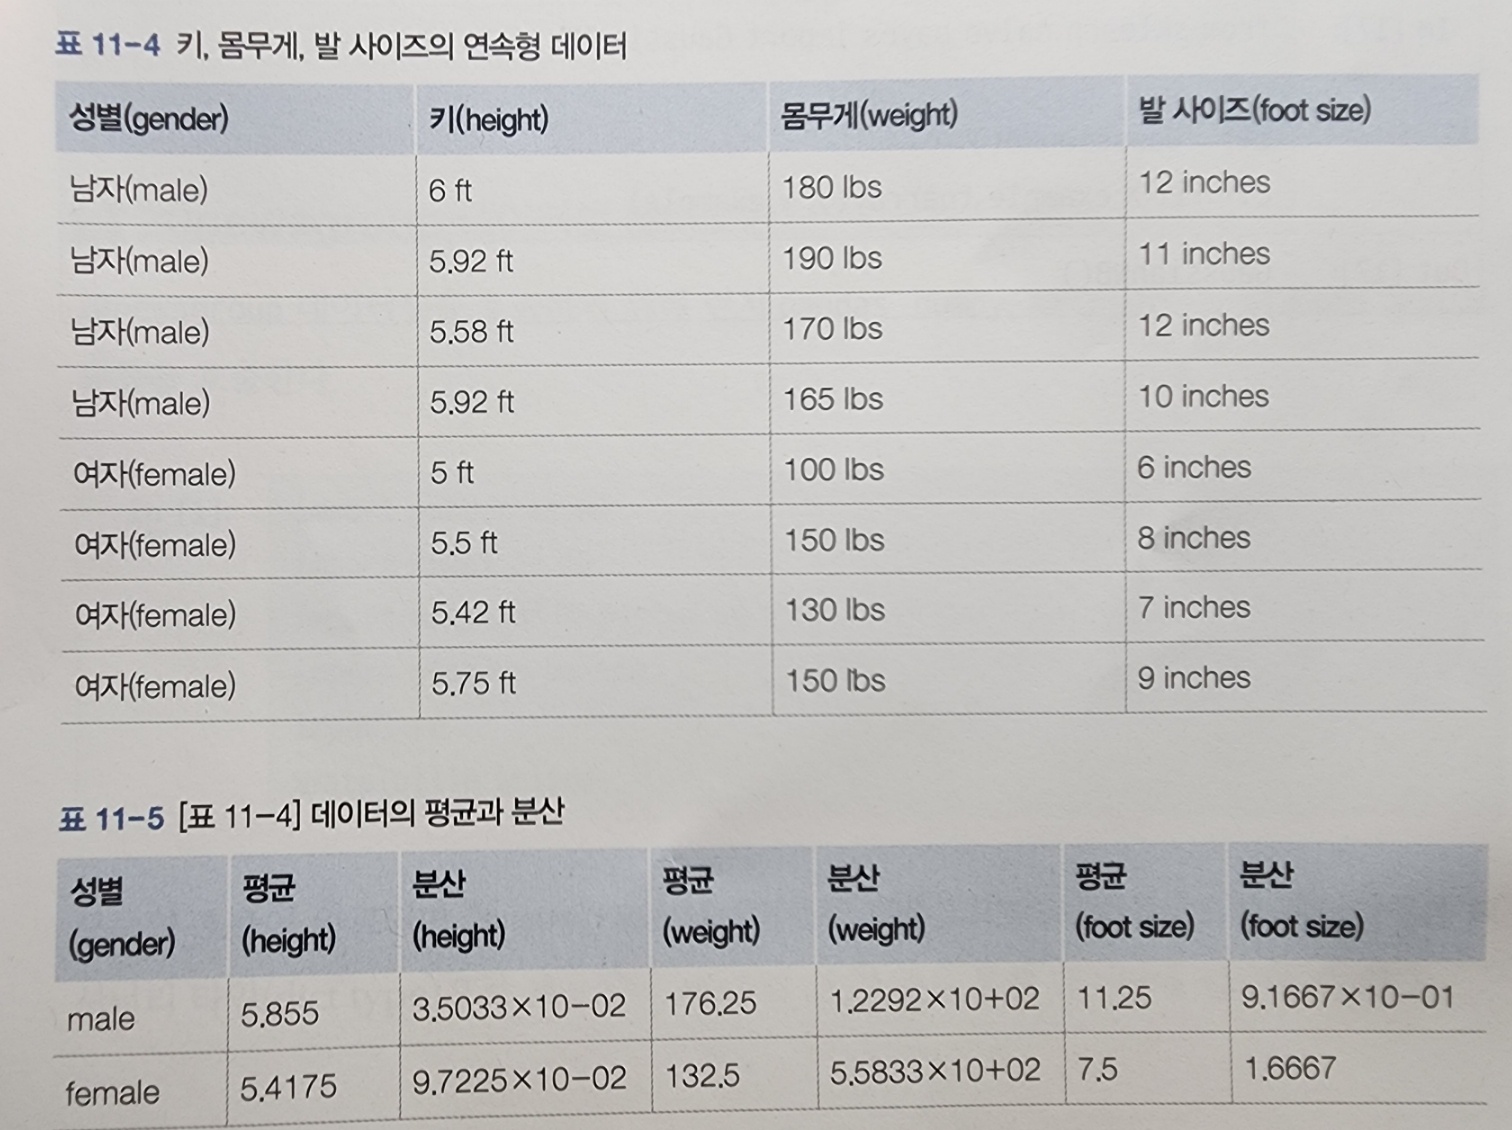 표 11-4 키, 몸무게, 발 사이즈의 연속형 데이터
성별(gender) 키(height) 몸무게(weight) 발 사이즈(foot size)
남자(male) 6 ft 180 lbs 12 inches
남자(male) 5.92 ft 190 lbs 11 inches
남자(male) 5.58 ft 170 lbs 12 inches
남자(male) 5.92 ft 165 lbs 10 inches
여자(female) 5 ft 100 lbs 6 inches
여자(female) 5.5 ft 150 lbs 8 inches
여자(female) 5.42 ft 130 lbs 7 inches
여자(female) 5.75 ft 150 lbs 9 inches
표 11-5 [표 11-4] 데이터의 평균과 분산
성별 평균 분산 평균 분산 평균 분산
(gender) (height) (height) (weight) (weight) (foot size) (foot size)
male 5.855 3.5033×10-02 176.25 1.2292×10+02 11.25 9.1667×10-01
female 5.4175 9.7225×10-02 132.5 5.5833×10+02 7.5 1.6667